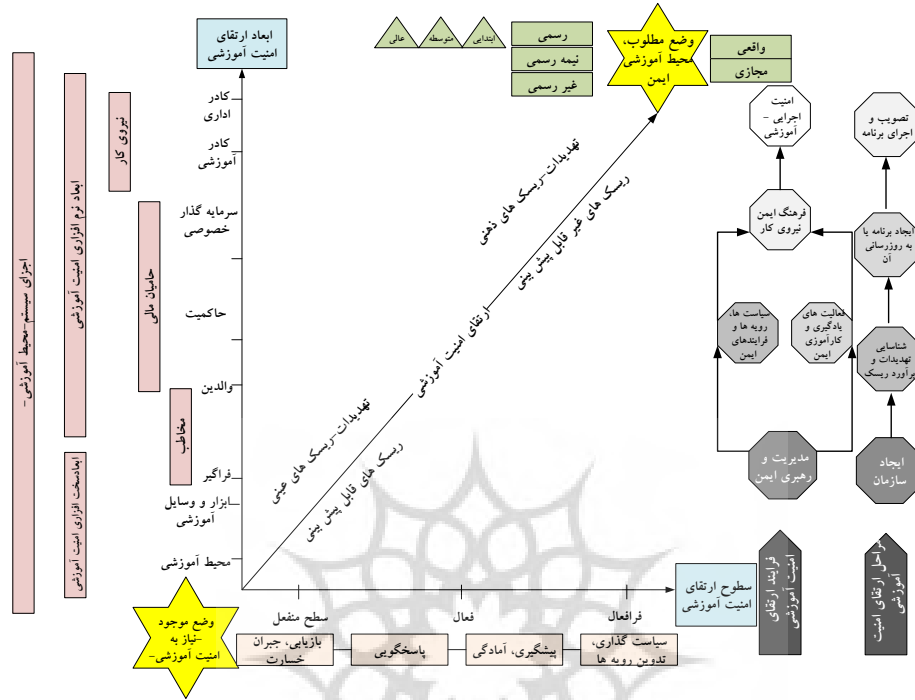 ابعاد ارتقای
امنیت آموزشی
عالی
متوسطه
ابتدایی
رسمی
نیمه رسمی
غیر رسمی
وضع مطلوب،
محیط آموزشی
ایمن
واقعی
مجازی
کادر
اداری
کادر
آموزشی
سرمایه گذار
خصوصی
حاکمیت
والدین
فراگیر
ابزار و وسایل
آموزشی
محیط آموزشی
نیروی کار
حامیان مالی
مخاطب
ابعاد نرم افزاری امنیت آموزشی
ابعادسخت افزاری امنیت آموزشی
اجزای سیستم-محیط آموزشی-
تهدیدات-ریسک های ذهنی
ریسک های غیر قابل پیش بینی
ارتقای امنیت آموزشی
تهدیدات-ریسک های عینی
ریسک های قابل پیش بینی
امنیت
اجرایی -
آموزشی
تصویب و
اجرای برنامه
فرهنگ ایمن
نیروی کار
ایجاد برنامه یا
به روزرسانی
آن
سیاست ها،
رویه ها و
فرایندهای
ایمن
فعالیت های
یادگیری و
کارآموزی
ایمن
شناسایی
تهدیدات و
برآورد ریسک
مدیریت و
رهبری ایمن
ایجاد
سازمان
فرایند ارتقای
امنیت آموزشی
مراحل ارتقای امنیت
آموزشی
سطوح ارتقای
امنیت آموزشی
سطح منفعل
فعال
فرافعال
وضع موجود
-نیاز به
امنیت آموزشی-
بازیابی، جبران
خسارت
پاسخگویی
پیشگیری، آمادگی
سیاست گذاری،
تدوین رویه ها